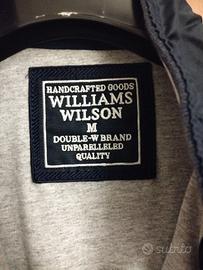 HANDCRAFTED GOODS
WILLIAMS
WILSON
M
DOUBLE-W BRAND
UNPARELLELED
QUALITY
subito